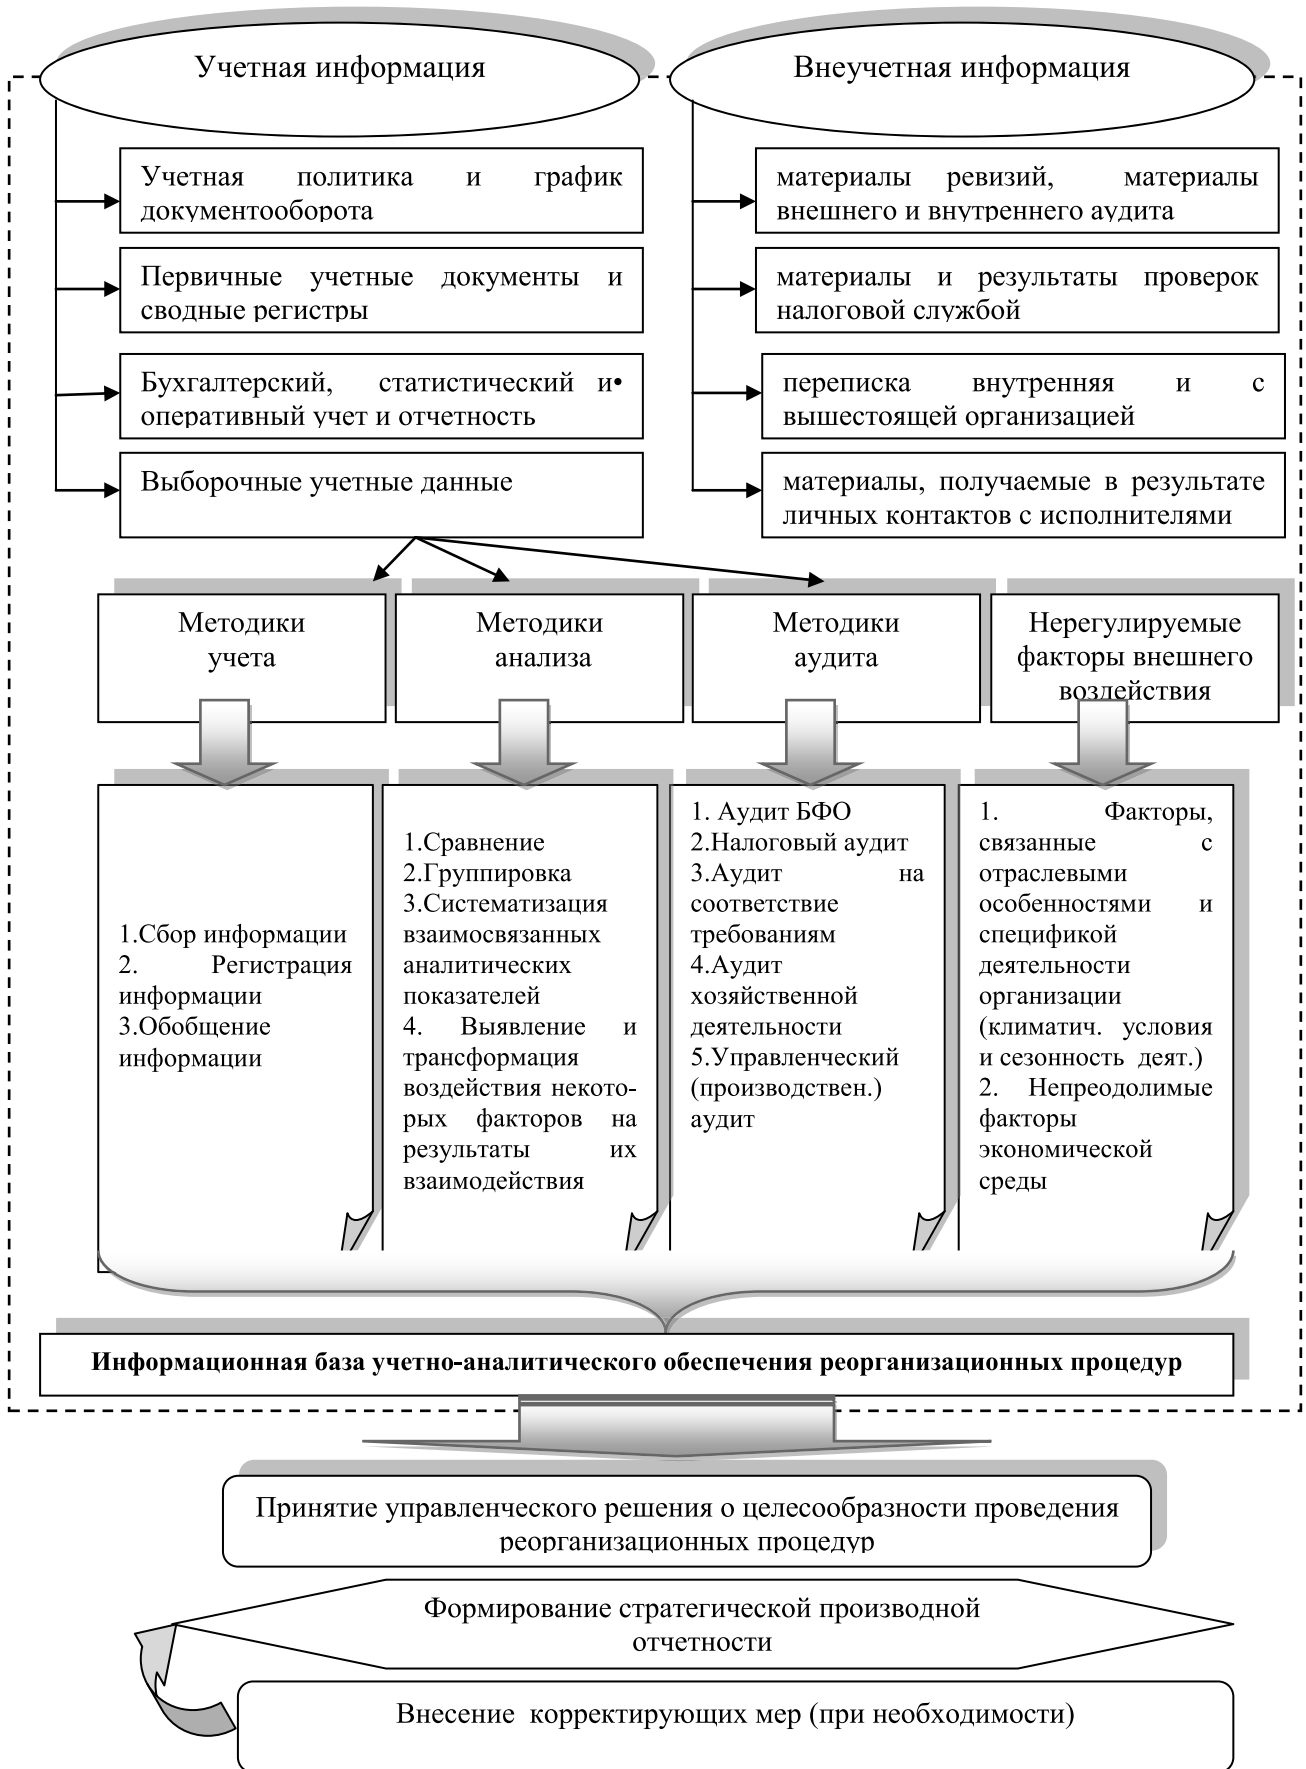 Учетная информация
Внеучетная информация
Учетная политика и график
документооборота
Первичные учетные документы и
сводные регистры
Бухгалтерский, статистический и•
оперативный учет и отчетность
Выборочные учетные данные
материалы ревизий, материалы
внешнего и внутреннего аудита
материалы и результаты проверок
налоговой службой
переписка внутренняя и с
вышестоящей организацией
материалы, получаемые в результате
личных контактов с исполнителями
Методики
учета
Методики
анализа
Методики
аудита
Нерегулируемые
факторы внешнего
воздействия
1.Сбор информации
2. Регистрация
информации
3.Обобщение
информации
1.Сравнение
2.Группировка
3.Систематизация
взаимосвязанных
аналитических
показателей
4. Выявление и
трансформация
воздействия некото-
рых факторов на
результаты их
взаимодействия
1. Аудит БФО
2.Налоговый аудит
3.Аудит на
соответствие
требованиям
4.Аудит
хозяйственной
деятельности
5.Управленческий
(производствен.)
аудит
1. Факторы,
связанные с
отраслевыми
особенностями и
спецификой
деятельности
организации
(климатич. условия
и сезонность деят.)
2. Непреодолимые
факторы
экономической
среды
Информационная база учетно-аналитического обеспечения реорганизационных процедур
Принятие управленческого решения о целесообразности проведения
реорганизационных процедур
Формирование стратегической производной
отчетности
Внесение корректирующих мер (при необходимости)